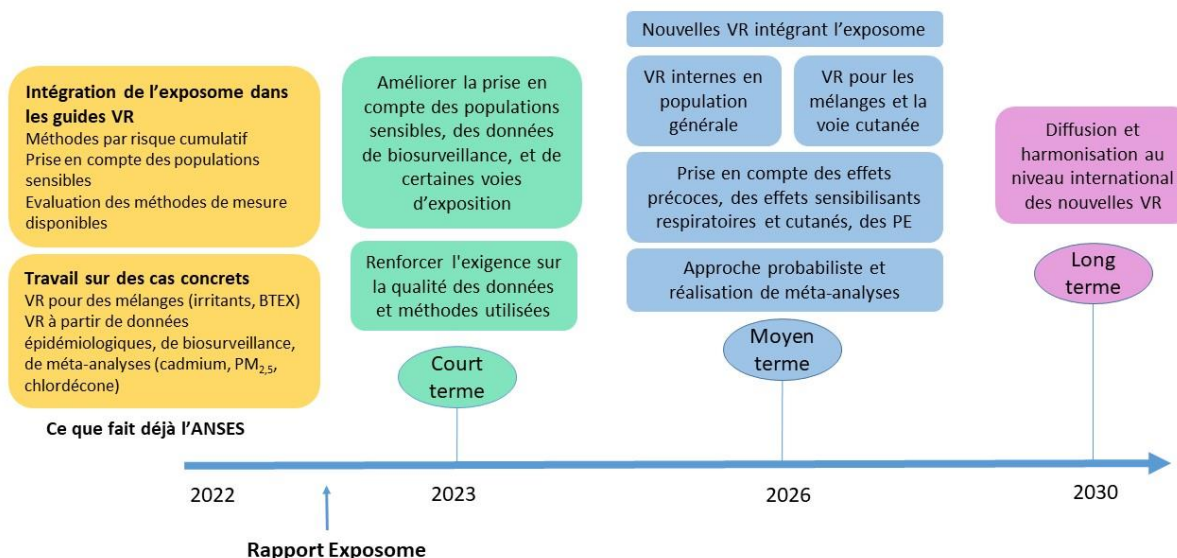 Intégration de l'exposome dans
les guides VR
Méthodes par risque cumulatif
Prise en compte des populations
sensibles
Evaluation des méthodes de mesure
disponibles
Travail sur des cas concrets
VR pour des mélanges (irritants, BTEX)
VR à partir de données
épidémiologiques, de biosurveillance,
de méta-analyses (cadmium, PM2,5,
chlordécone)
Ce que fait déjà l'ANSES
Améliorer la prise en
compte des populations
sensibles, des données
de biosurveillance, et de
certaines voies
d'exposition
Renforcer l'exigence sur
la qualité des données
et méthodes utilisées
Court
terme
Nouvelles VR intégrant l'exposome
VR internes en
population
générale
VR pour les
mélanges et la
voie cutanée
Prise en compte des effets
précoces, des effets sensibilisants
respiratoires et cutanés, des PE
Approche probabiliste et
réalisation de méta-analyses
Moyen
terme
Diffusion et
harmonisation au
niveau international
des nouvelles VR
Long
terme
2022
2023
2026
2030
Rapport Exposome